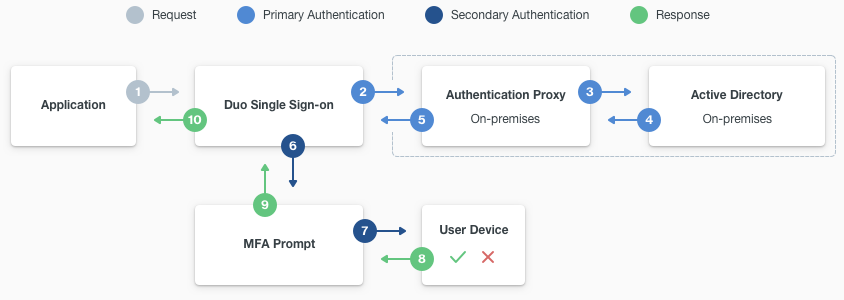 Request
Primary Authentication
Secondary Authentication
Response
Application
1
10
Duo Single Sign-on
2
5
Authentication Proxy
On-premises
3
4
Active Directory
On-premises
6
9
MFA Prompt
7
8
User Device